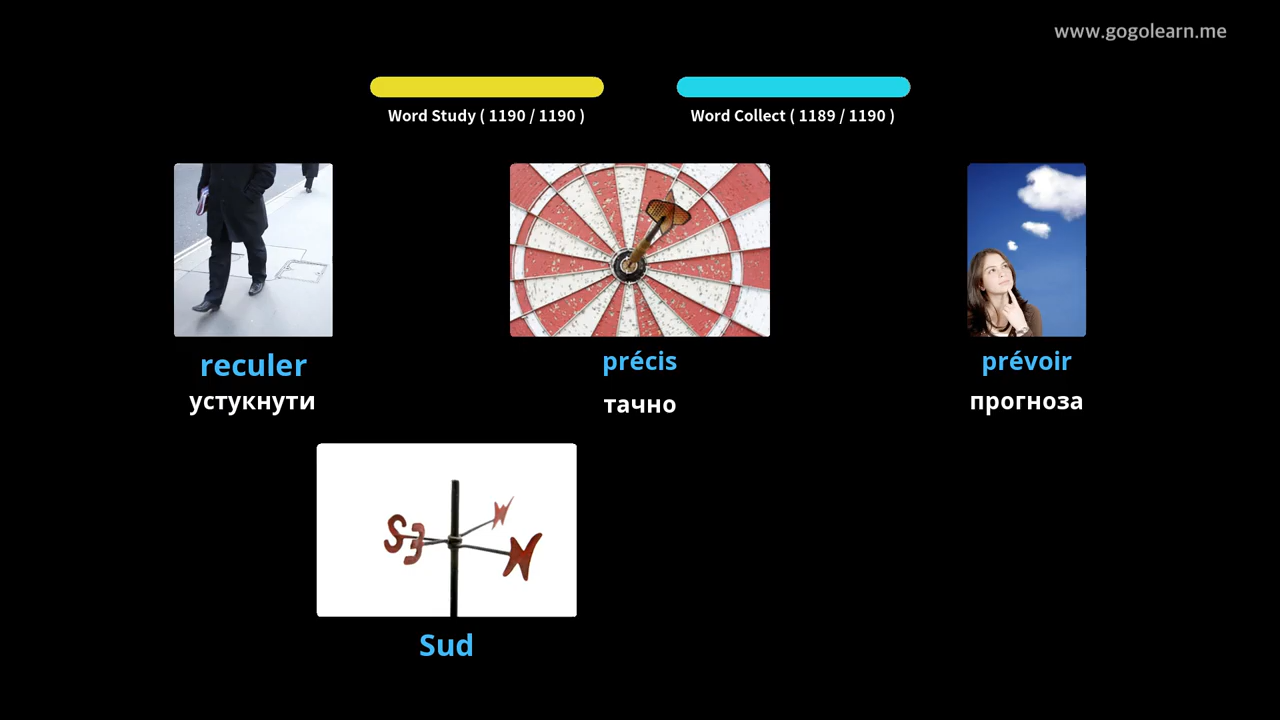 www.gogolearn.me
Word Study ( 1190 / 1190 )
Word Collect ( 1189 / 1190 )
reculer
précis
prévoir
устукнути
тачно
прогноза
Sud